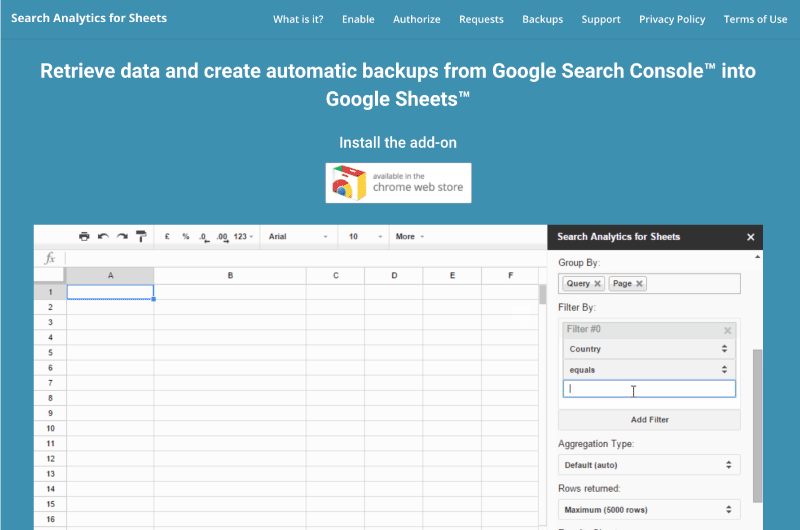 Search Analytics for Sheets
What is it? Enable Authorize Requests Backups Support Privacy Policy Terms of Use
Retrieve data and create automatic backups from Google Search Console™ into
Google Sheets™
Install the add-on
available in the
chrome web store
£ % .0 .00 123 Arial 10 More
Search Analytics for Sheets ×
fx
A B C D E F
1
2
3
4
5
6
7
8
9
10
11
12
13
14
15
16
Group By:
Query × Page ×
Filter By:
Filter #0 ×
Country
equals
Add Filter
Aggregation Type:
Default (auto)
Rows returned:
Maximum (5000 rows)